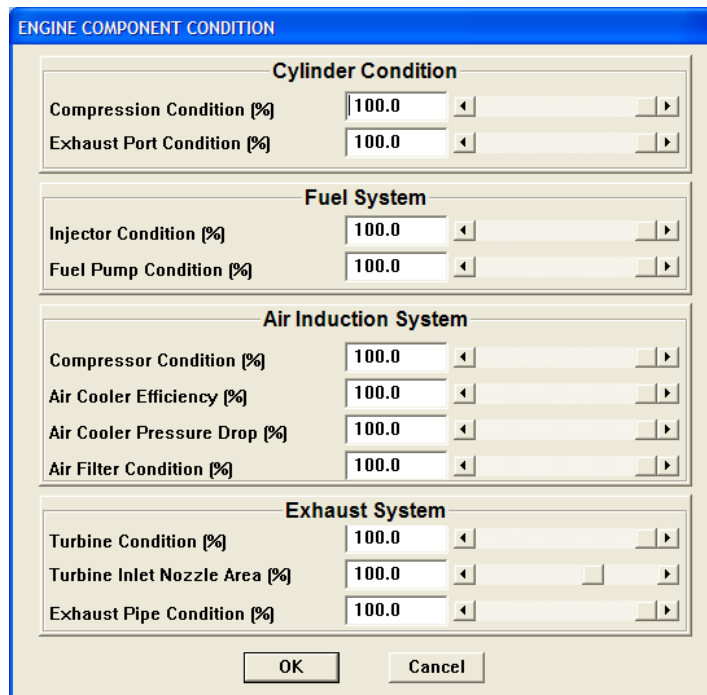 ENGINE COMPONENT CONDITION
Cylinder Condition
Compression Condition (%) 100.0
Exhaust Port Condition (%) 100.0
Fuel System
Injector Condition (%) 100.0
Fuel Pump Condition (%) 100.0
Air Induction System
Compressor Condition (%) 100.0
Air Cooler Efficiency (%) 100.0
Air Cooler Pressure Drop (%) 100.0
Air Filter Condition (%) 100.0
Exhaust System
Turbine Condition (%) 100.0
Turbine Inlet Nozzle Area (%) 100.0
Exhaust Pipe Condition (%) 100.0
OK Cancel